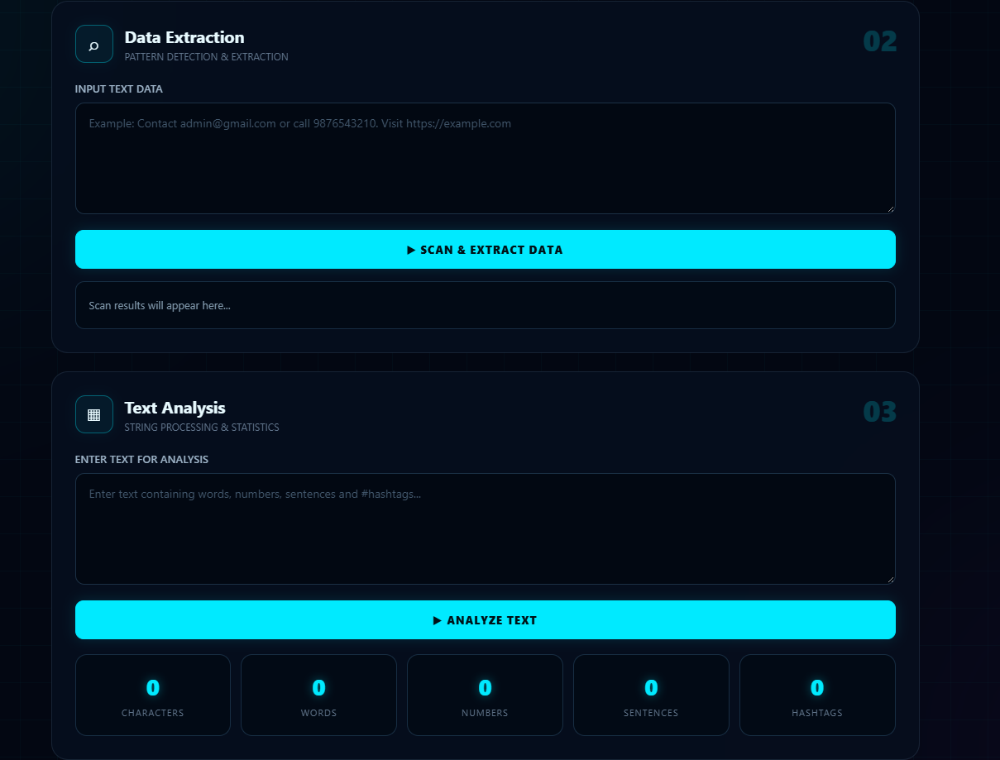 Data Extraction
02
PATTERN DETECTION & EXTRACTION
INPUT TEXT DATA
Example: Contact admin@gmail.com or call 9876543210. Visit https://example.com
▶ SCAN & EXTRACT DATA
Scan results will appear here...
Text Analysis
03
STRING PROCESSING & STATISTICS
ENTER TEXT FOR ANALYSIS
Enter text containing words, numbers, sentences and #hashtags...
▶ ANALYZE TEXT
0 0 0 0 0
CHARACTERS WORDS NUMBERS SENTENCES HASHTAGS